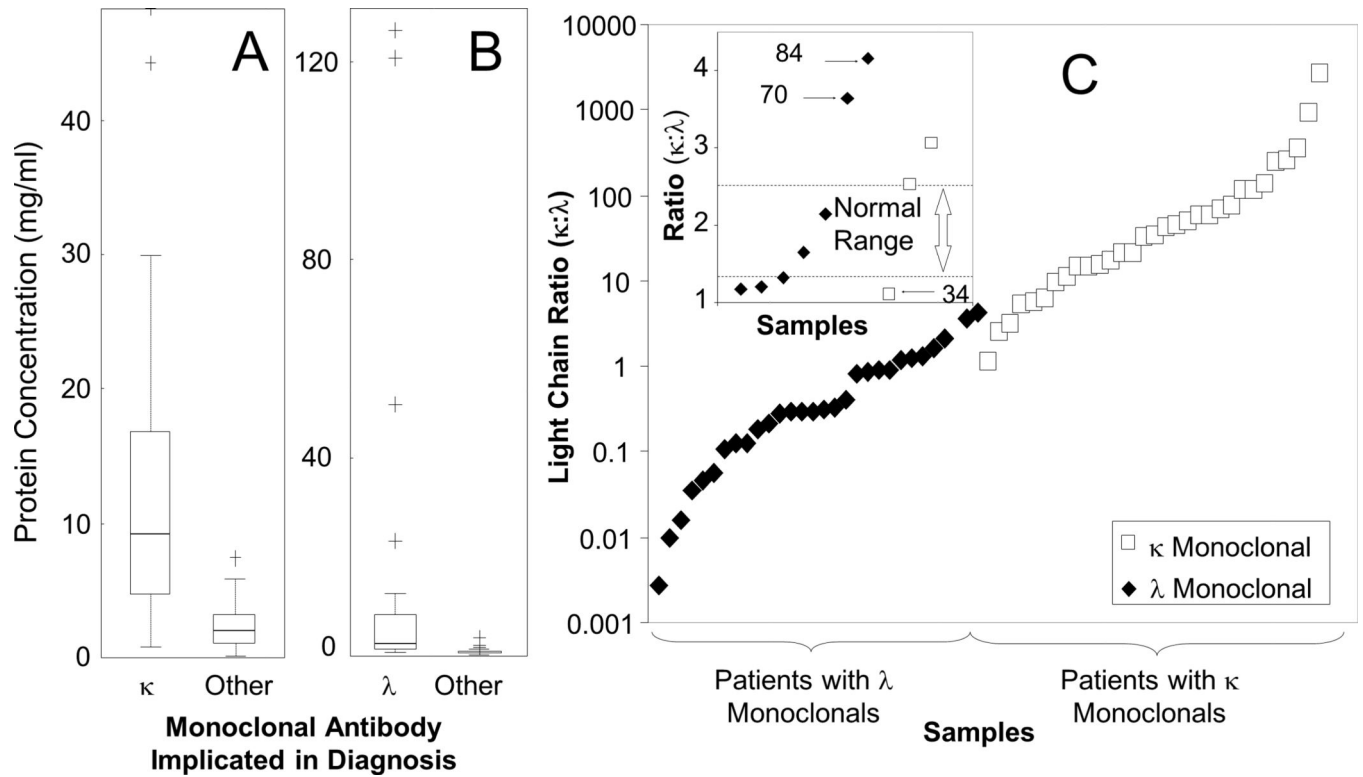 A
Protein Concentration (mg/ml)
40
30
20
10
0
κ Other
B
120
80
40
0
λ Other
Monoclonal Antibody
Implicated in Diagnosis
C
Light Chain Ratio (κ:λ)
10000
1000
100
10
1
0.1
0.01
0.001
Ratio (κ:λ)
4
3
2
1
84
70
Normal
Range
34
Samples
κ Monoclonal
λ Monoclonal
Patients with λ
Monoclonals
Patients with κ
Monoclonals
Samples